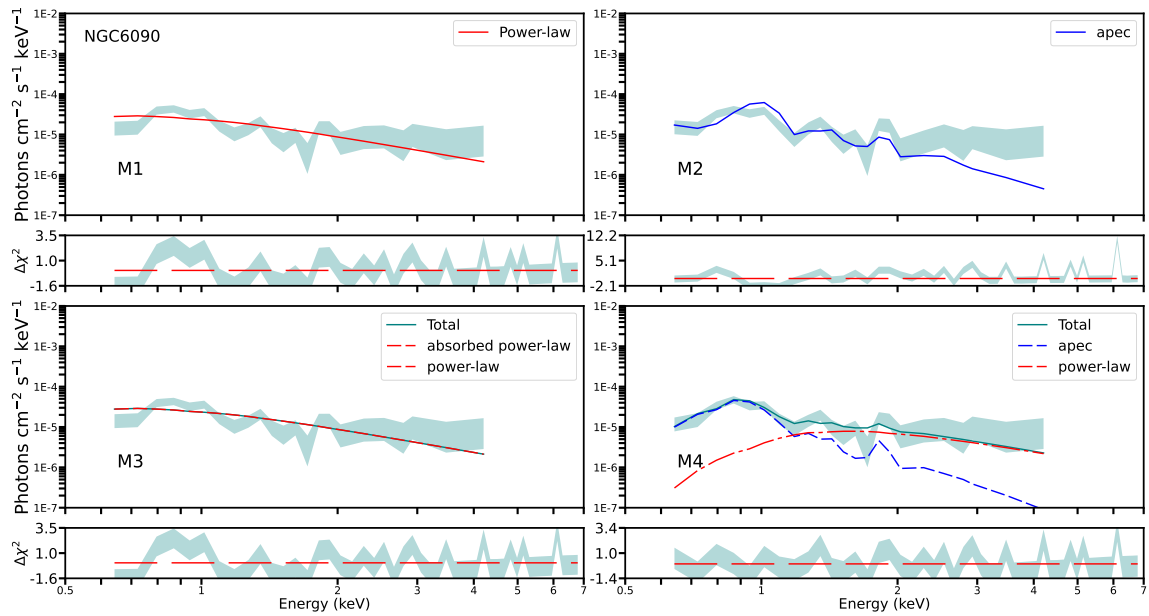 NGC6090
Power-law
1E-2
1E-3
1E-4
1E-5
1E-6
1E-7
Photons cm−2 s−1 keV−1
M1
apec
1E-2
1E-3
1E-4
1E-5
1E-6
1E-7
M2
3.5
1.0
-1.6
Δχ²
12.2
5.1
-2.1
Total
absorbed power-law
power-law
1E-2
1E-3
1E-4
1E-5
1E-6
1E-7
Photons cm−2 s−1 keV−1
M3
Total
apec
power-law
1E-2
1E-3
1E-4
1E-5
1E-6
1E-7
M4
3.5
1.0
-1.6
Δχ²
0.5 1 2 3 4 5 6 7
Energy (keV)
3.4
1.0
-1.4
0.5 1 2 3 4 5 6 7
Energy (keV)